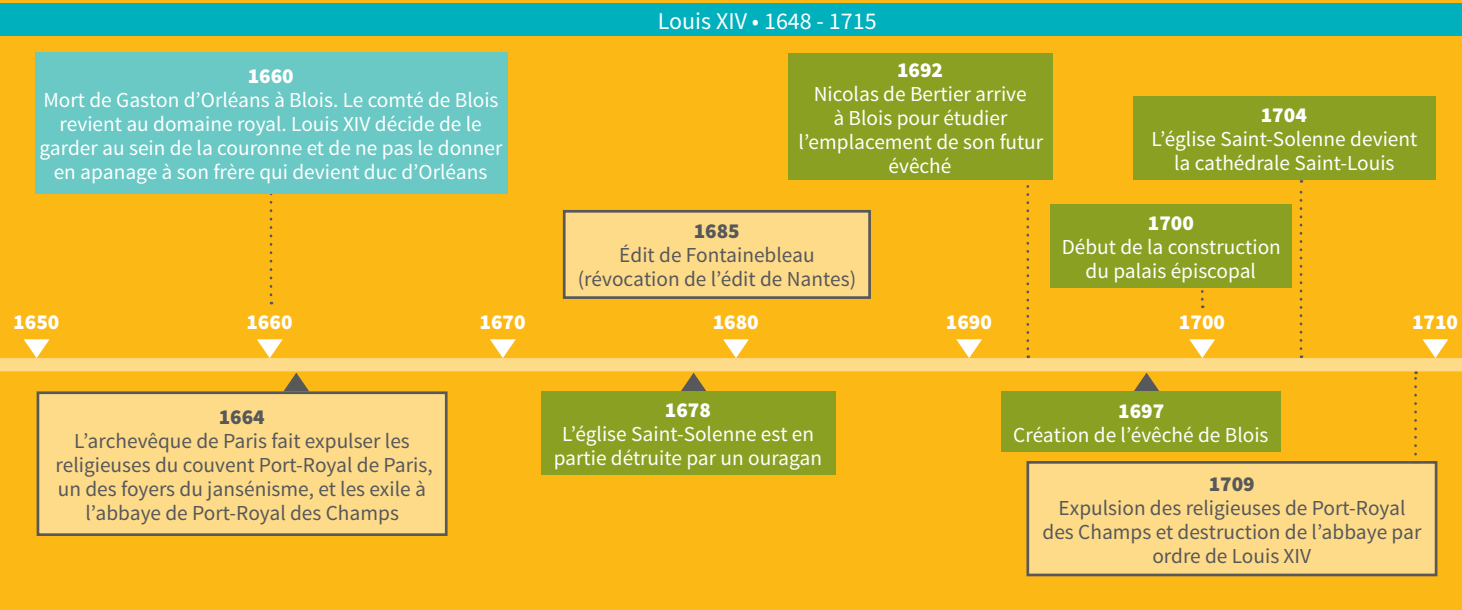 Louis XIV • 1648 - 1715
1660
Mort de Gaston d’Orléans à Blois. Le comté de Blois
revient au domaine royal. Louis XIV décide de le
garder au sein de la couronne et de ne pas le donner
en apanage à son frère qui devient duc d’Orléans
1692
Nicolas de Bertier arrive
à Blois pour étudier
l’emplacement de son futur
évêché
1704
L’église Saint-Solenne devient
la cathédrale Saint-Louis
1685
Édit de Fontainebleau
(révocation de l’édit de Nantes)
1700
Début de la construction
du palais épiscopal
1650
1660
1670
1680
1690
1700
1710
1664
L’archevêque de Paris fait expulser les
religieuses du couvent Port-Royal de Paris,
un des foyers du jansénisme, et les exile à
l’abbaye de Port-Royal des Champs
1678
L’église Saint-Solenne est en
partie détruite par un ouragan
1697
Création de l’évêché de Blois
1709
Expulsion des religieuses de Port-Royal
des Champs et destruction de l’abbaye par
ordre de Louis XIV